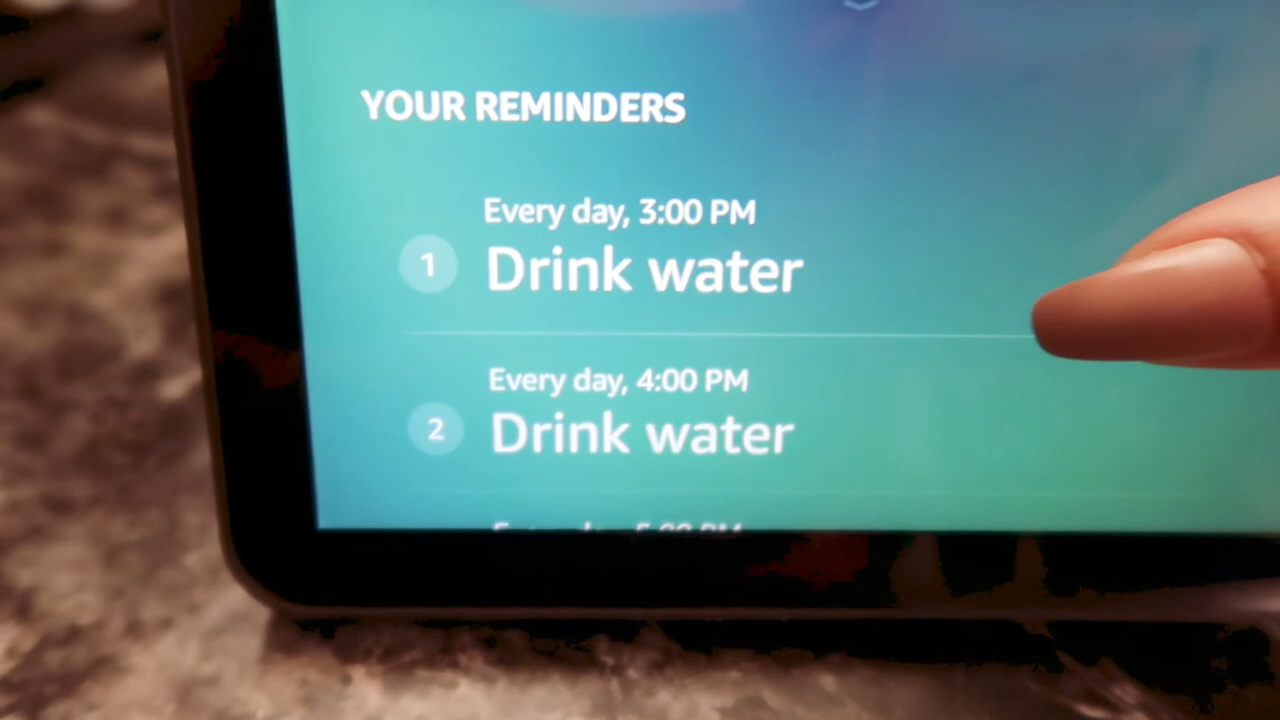 YOUR REMINDERS
Every day, 3:00 PM
1
Drink water
Every day, 4:00 PM
2
Drink water